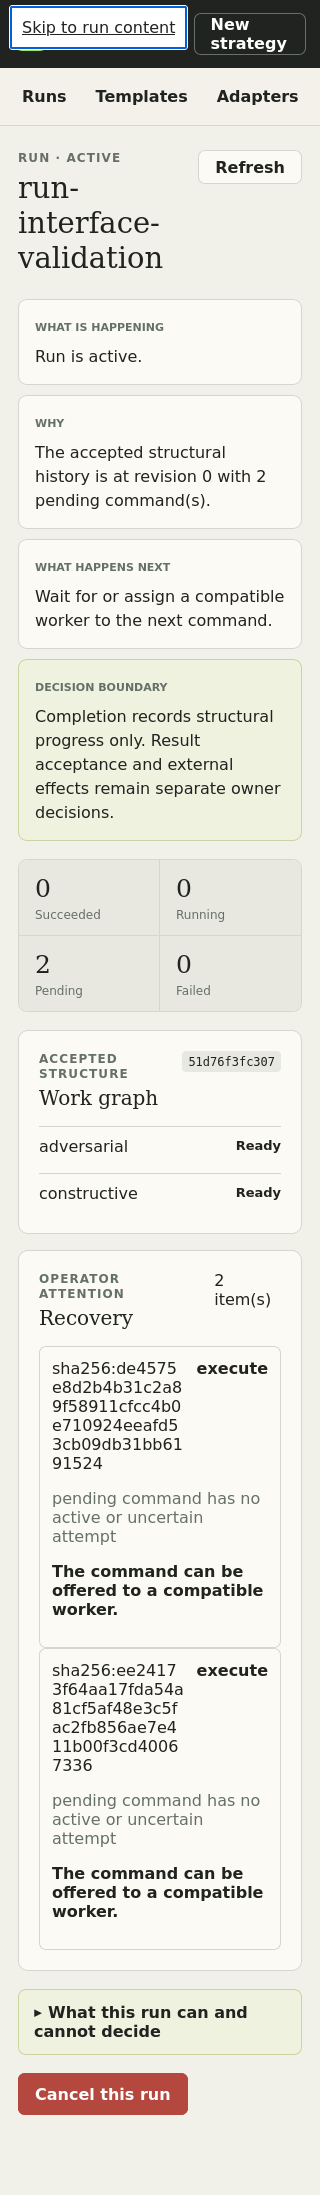 Skip to run content
New
strategy
Runs Templates Adapters
RUN · ACTIVE
Refresh
run-
interface-
validation
WHAT IS HAPPENING
Run is active.
WHY
The accepted structural
history is at revision 0 with 2
pending command(s).
WHAT HAPPENS NEXT
Wait for or assign a compatible
worker to the next command.
DECISION BOUNDARY
Completion records structural
progress only. Result
acceptance and external
effects remain separate owner
decisions.
0 0
Succeeded Running
2 0
Pending Failed
ACCEPTED
STRUCTURE
51d76f3fc307
Work graph
adversarial Ready
constructive Ready
OPERATOR
ATTENTION
2
item(s)
Recovery
sha256:de4575 execute
e8d2b4b31c2a8
9f58911cfcc4b0
e710924eeafd5
3cb09db31bb61
91524
pending command has no
active or uncertain
attempt
The command can be
offered to a compatible
worker.
sha256:ee2417 execute
3f64aa17fda54a
81cf5af48e3c5f
ac2fb856ae7e4
11b00f3cd4006
7336
pending command has no
active or uncertain
attempt
The command can be
offered to a compatible
worker.
▸ What this run can and
cannot decide
Cancel this run